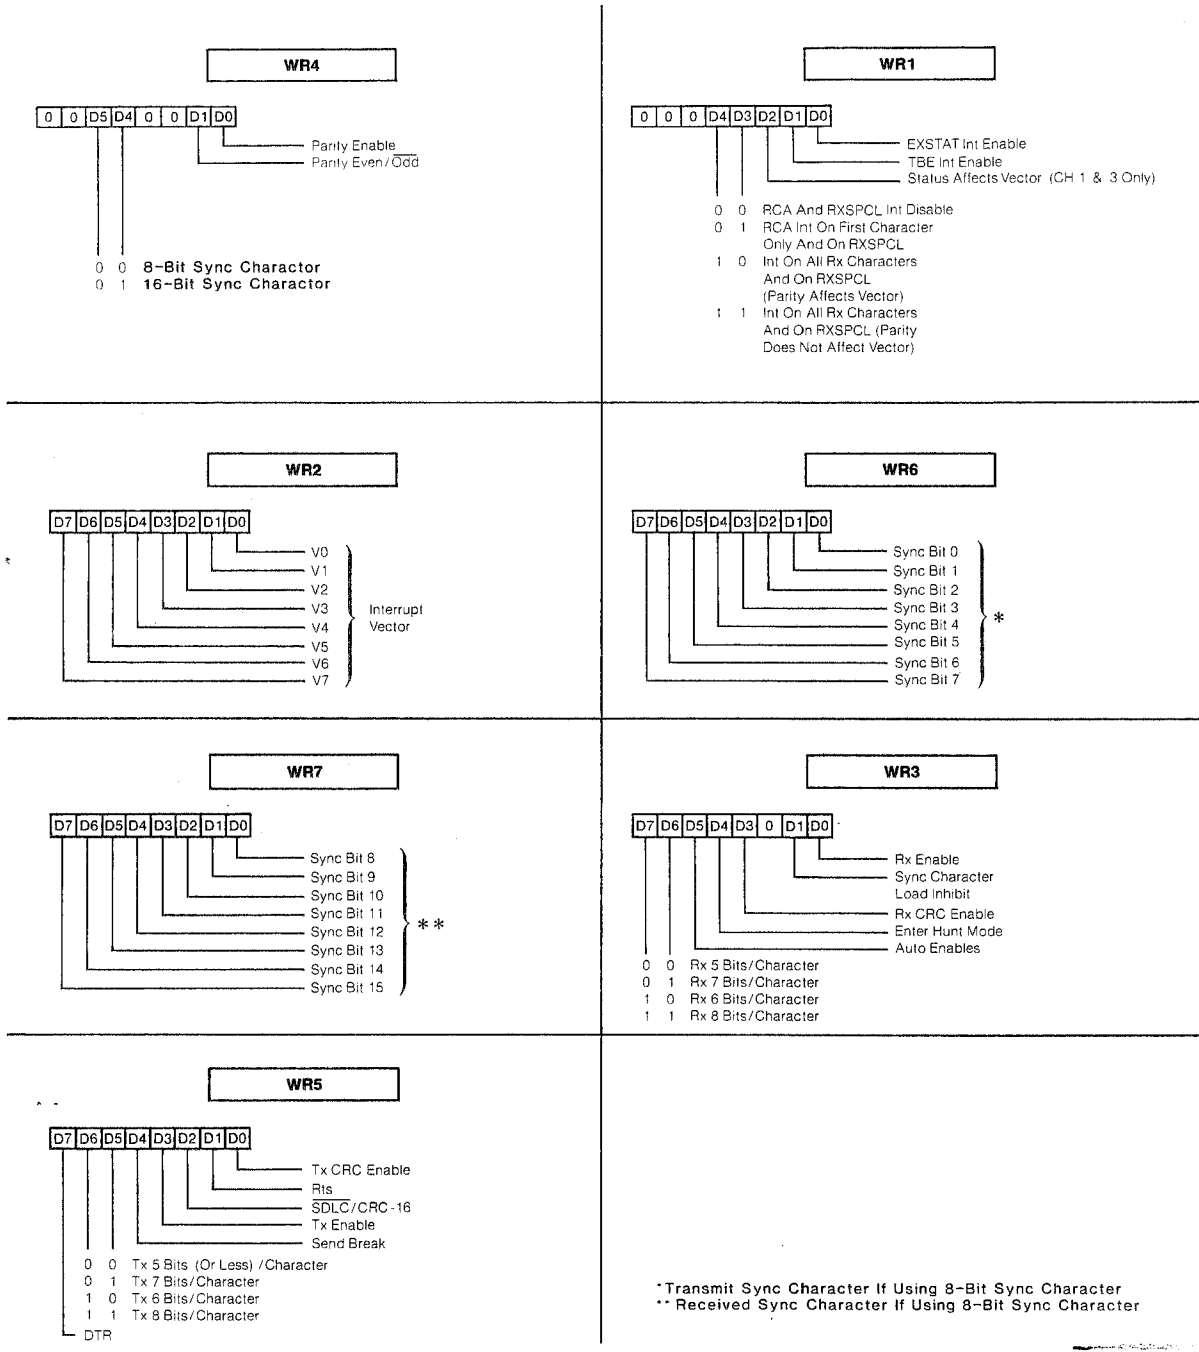 WR4
0 0 D5 D4 0 0 D1 D0
Parity Enable
Parity Even/Odd
0 0 8-Bit Sync Charactor
0 1 16-Bit Sync Charactor
WR1
0 0 0 D4 D3 D2 D1 D0
EXSTAT Int Enable
TBE Int Enable
Status Affects Vector (CH 1 & 3 Only)
0 0 RCA And RXSPCL Int Disable
0 1 RCA Int On First Character
Only And On RXSPCL
1 0 Int On All Rx Characters
And On RXSPCL
(Parity Affects Vector)
1 1 Int On All Rx Characters
And On RXSPCL (Parity
Does Not Affect Vector)
WR2
D7 D6 D5 D4 D3 D2 D1 D0
V0
V1
V2
V3
V4
V5
V6
V7
Interrupt
Vector
WR6
D7 D6 D5 D4 D3 D2 D1 D0
Sync Bit 0
Sync Bit 1
Sync Bit 2
Sync Bit 3
Sync Bit 4
Sync Bit 5
Sync Bit 6
Sync Bit 7
*
WR7
D7 D6 D5 D4 D3 D2 D1 D0
Sync Bit 8
Sync Bit 9
Sync Bit 10
Sync Bit 11
Sync Bit 12
Sync Bit 13
Sync Bit 14
Sync Bit 15
**
WR3
D7 D6 D5 D4 D3 0 D1 D0
Rx Enable
Sync Character
Load Inhibit
Rx CRC Enable
Enter Hunt Mode
Auto Enables
0 0 Rx 5 Bits/Character
0 1 Rx 7 Bits/Character
1 0 Rx 6 Bits/Character
1 1 Rx 8 Bits/Character
WR5
D7 D6 D5 D4 D3 D2 D1 D0
Tx CRC Enable
Rts
SDLC/CRC-16
Tx Enable
Send Break
0 0 Tx 5 Bits (Or Less) /Character
0 1 Tx 7 Bits/Character
1 0 Tx 6 Bits/Character
1 1 Tx 8 Bits/Character
DTR
*Transmit Sync Character If Using 8-Bit Sync Character
** Received Sync Character If Using 8-Bit Sync Character